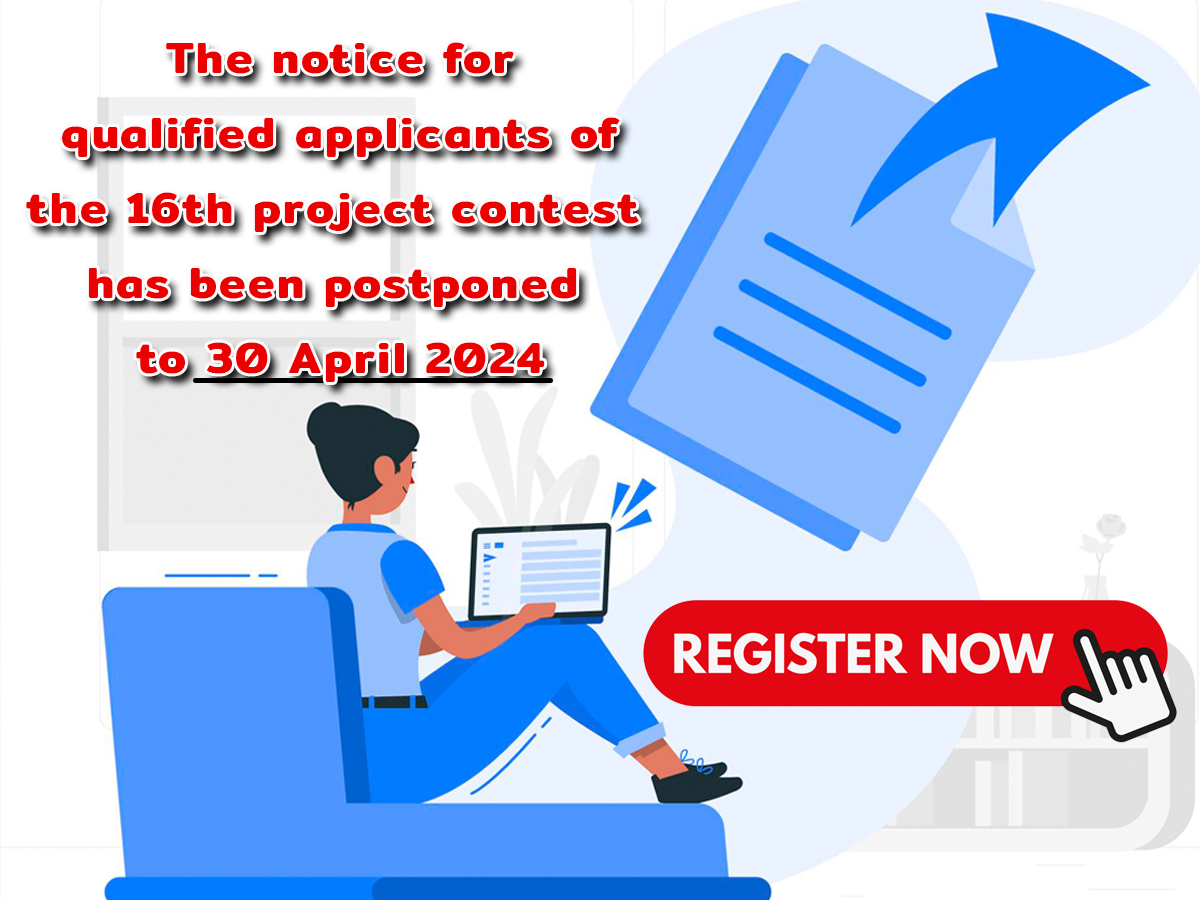 The notice for
qualified applicants of
the 16th project contest
has been postponed
to 30 April 2024
REGISTER NOW